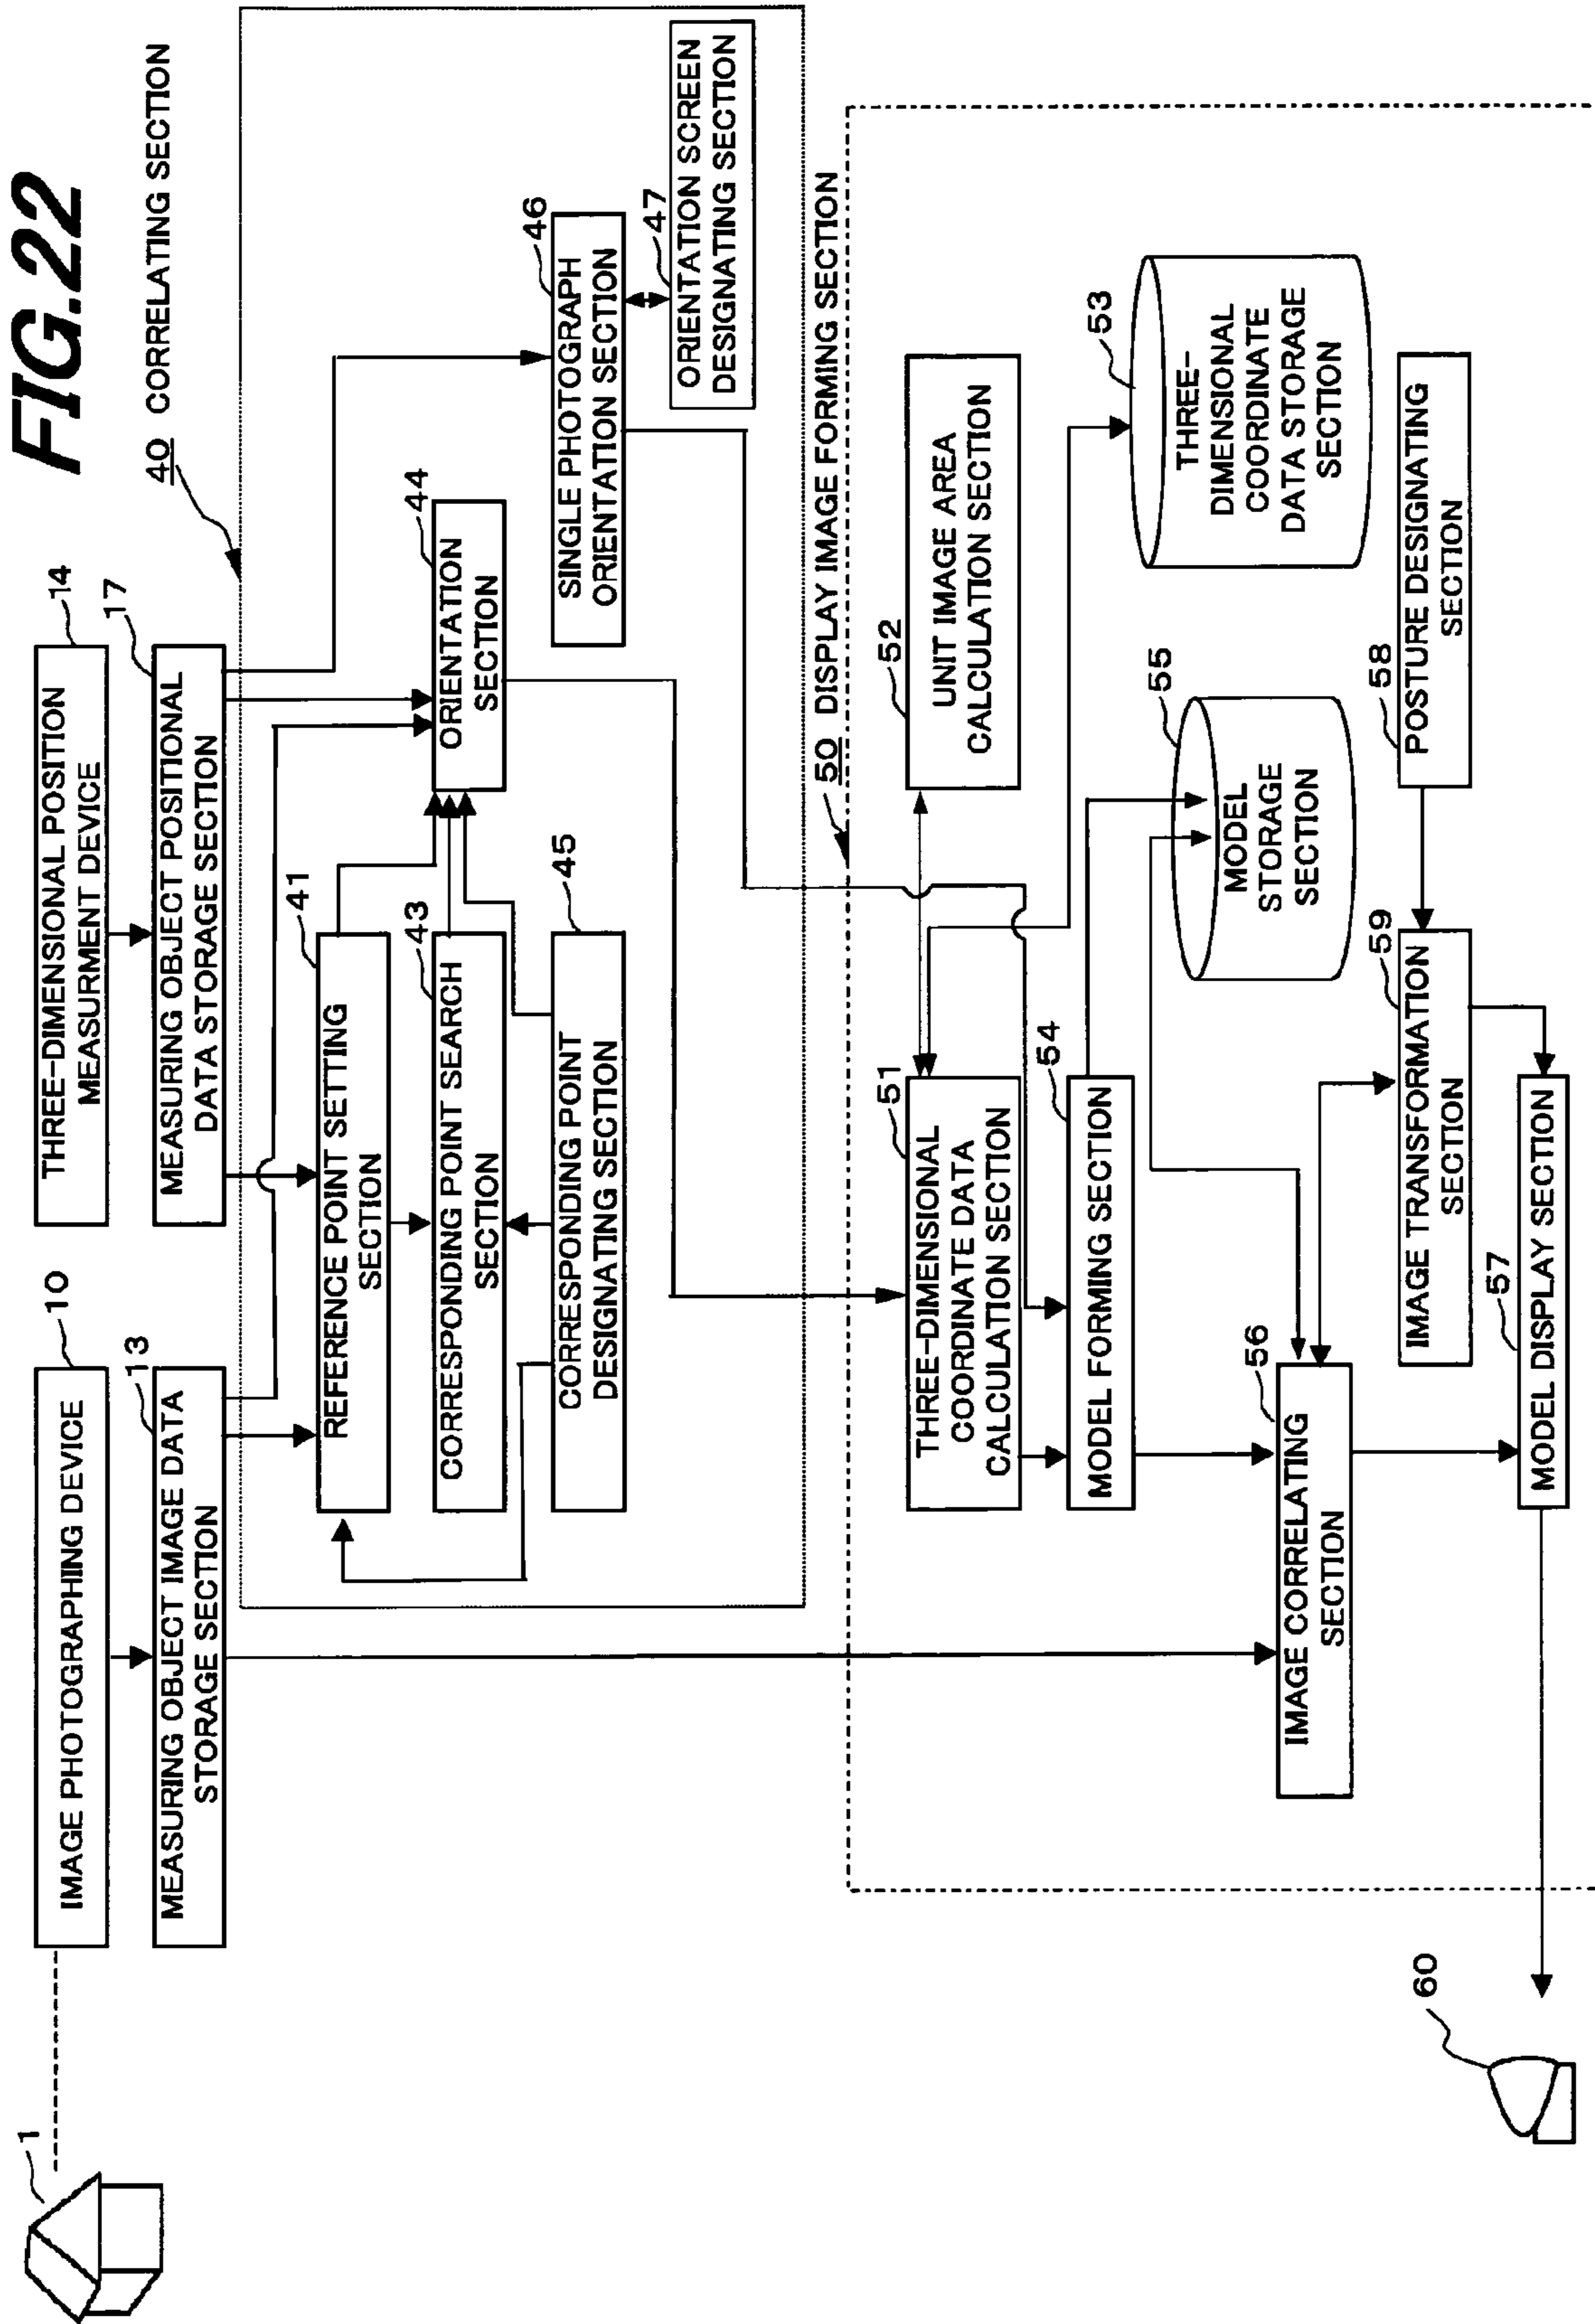 FIG.22
1
10
IMAGE PHOTOGRAPHING DEVICE
14
THREE-DIMENSIONAL POSITION
MEASURMENT DEVICE
13
MEASURING OBJECT IMAGE DATA
STORAGE SECTION
17
MEASURING OBJECT POSITIONAL
DATA STORAGE SECTION
40 CORRELATING SECTION
41
REFERENCE POINT SETTING
SECTION
43
CORRESPONDING POINT SEARCH
SECTION
44
ORIENTATION
SECTION
45
CORRESPONDING POINT
DESIGNATING SECTION
46
SINGLE PHOTOGRAPH
ORIENTATION SECTION
47
ORIENTATION SCREEN
DESIGNATING SECTION
50 DISPLAY IMAGE FORMING SECTION
51
THREE-DIMENSIONAL
COORDINATE DATA
CALCULATION SECTION
52
UNIT IMAGE AREA
CALCULATION SECTION
53
THREE-
DIMENSIONAL
COORDINATE
DATA STORAGE
SECTION
54
MODEL FORMING SECTION
55
MODEL
STORAGE
SECTION
56
IMAGE CORRELATING
SECTION
58
POSTURE DESIGNATING
SECTION
59
IMAGE TRANSFORMATION
SECTION
57
MODEL DISPLAY SECTION
60